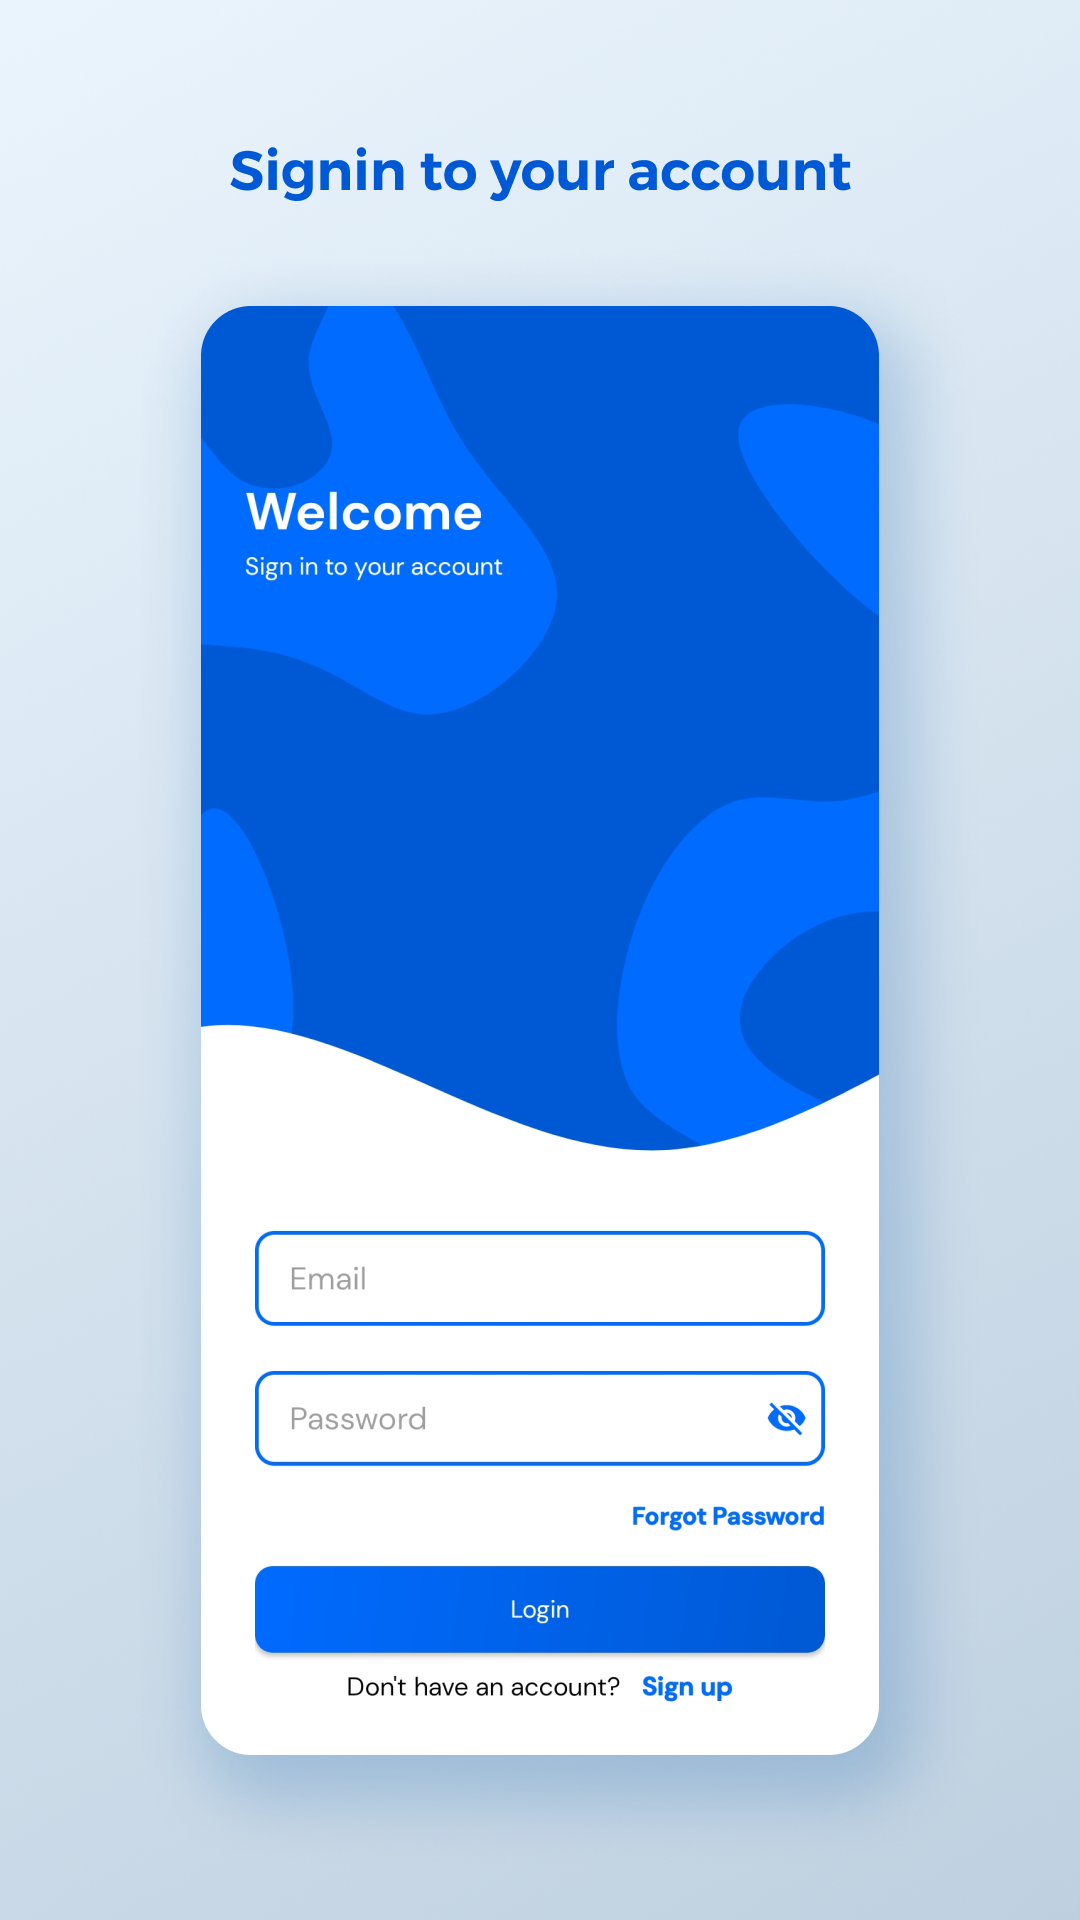 Signin to your account
Welcome
Sign in to your account
Email
Password
Forgot Password
Login
Don't have an account? Sign up